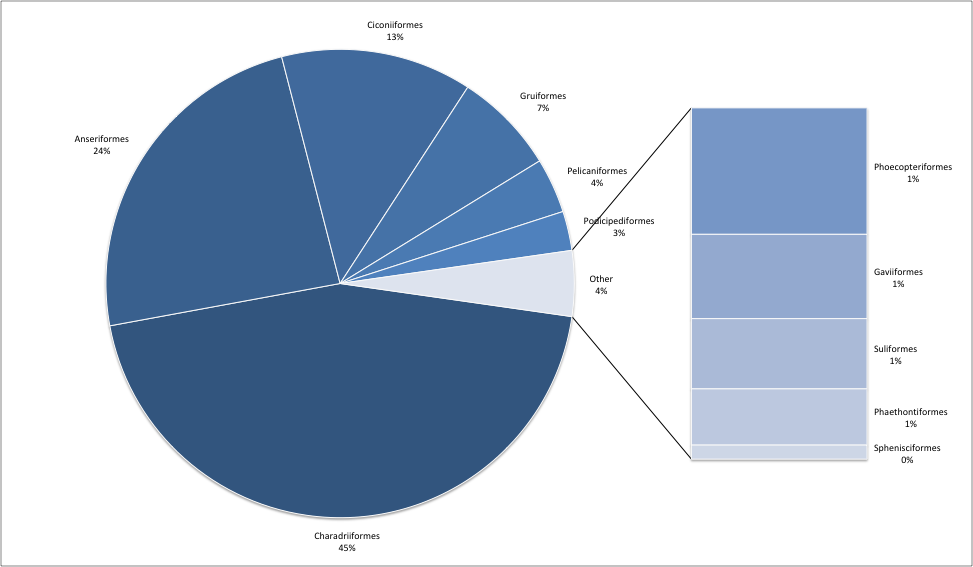 Ciconiiformes
13%
Gruiformes
7%
Anseriformes
24%
Pelicaniformes
4%
Podicipediformes
3%
Other
4%
Charadriiformes
45%
Phoecopteriformes
1%
Gaviiformes
1%
Suliformes
1%
Phaethontiformes
1%
Sphenisciformes
0%